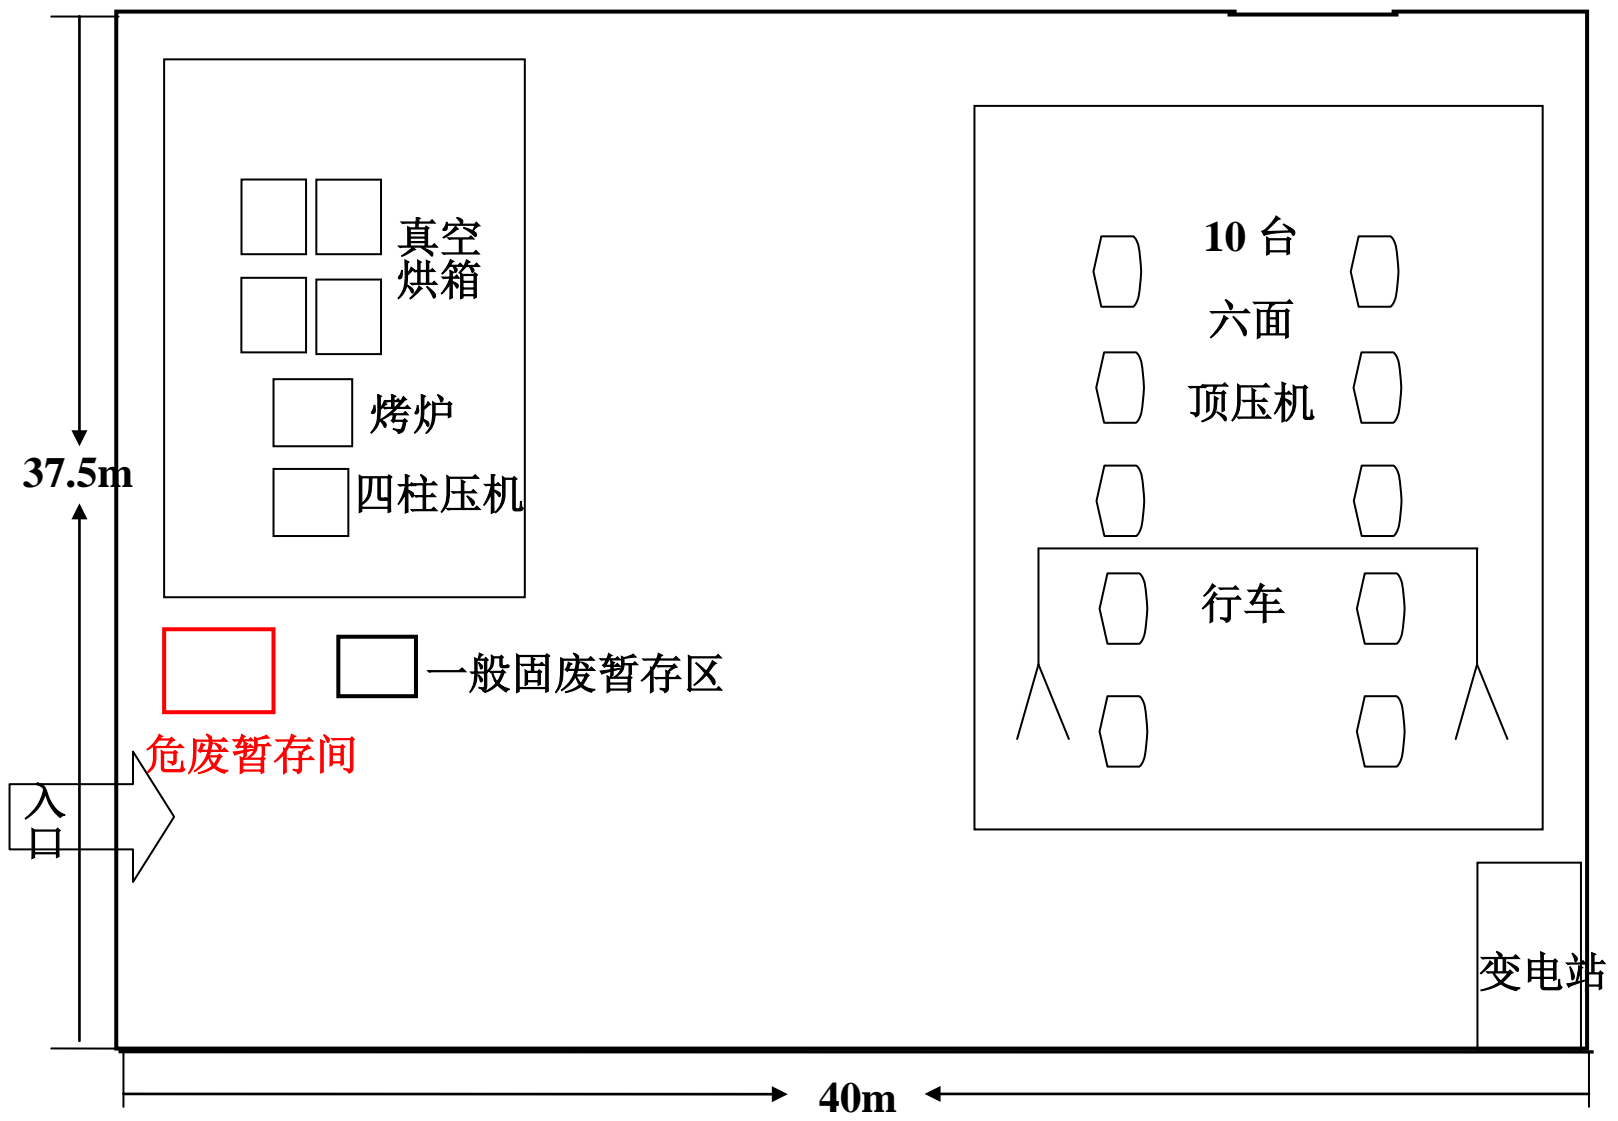 真空
烘箱
烤炉
四柱压机
10 台
六面
顶压机
行车
37.5m
一般固废暂存区
危废暂存间
入
口
变电站
40m